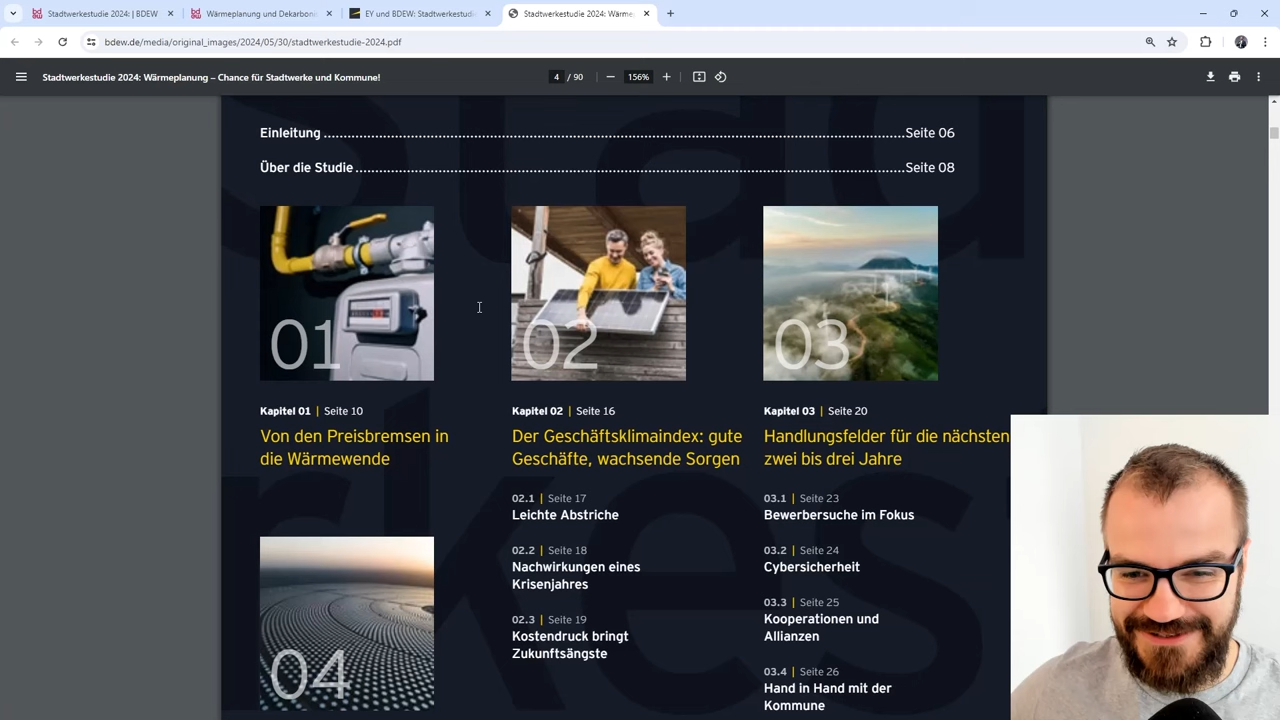 Stadtwerkestudie 2024: | BDEW
Wärmeplanung und Dekarboni
EY und BDEW: Stadtwerkestudi
Stadtwerkestudie 2024: Wärme
bdew.de/media/original_images/2024/05/30/stadtwerkestudie-2024.pdf
Stadtwerkestudie 2024: Wärmeplanung – Chance für Stadtwerke und Kommune!
4 / 90
156%
Einleitung ........ Seite 06
Über die Studie ........ Seite 08
01
02
03
Kapitel 01 | Seite 10
Von den Preisbremsen in
die Wärmewende
04
Kapitel 02 | Seite 16
Der Geschäftsklimaindex: gute
Geschäfte, wachsende Sorgen
02.1 | Seite 17
Leichte Abstriche
02.2 | Seite 18
Nachwirkungen eines
Krisenjahres
02.3 | Seite 19
Kostendruck bringt
Zukunftsängste
Kapitel 03 | Seite 20
Handlungsfelder für die nächsten
zwei bis drei Jahre
03.1 | Seite 23
Bewerbersuche im Fokus
03.2 | Seite 24
Cybersicherheit
03.3 | Seite 25
Kooperationen und
Allianzen
03.4 | Seite 26
Hand in Hand mit der
Kommune